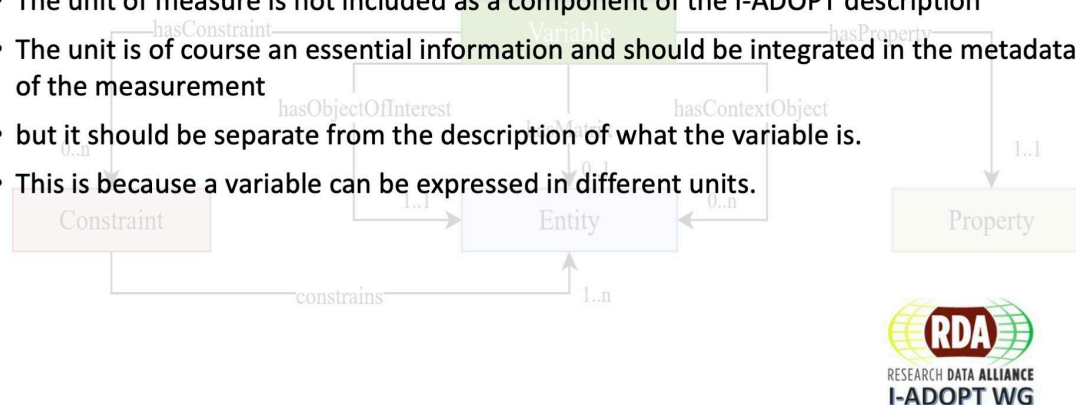 • The unit of measure is not included as a component of the I-ADOPT description
hasConstraint
Variable
hasProperty
• The unit is of course an essential information and should be integrated in the metadata
of the measurement
hasObjectOfInterest
hasContextObject
• but it should be separate from the description of what the variable is.
hasMatrix
0..n
1..1
0..1
• This is because a variable can be expressed in different units.
1..1
0..n
Constraint
Entity
Property
constrains
1..n
RDA
RESEARCH DATA ALLIANCE
I-ADOPT WG